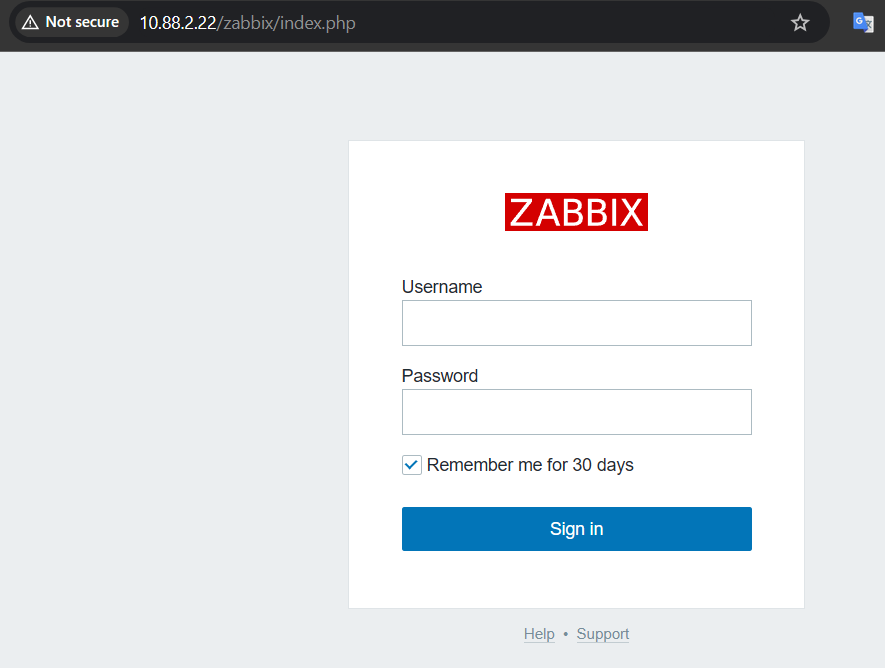 Not secure 10.88.2.22/zabbix/index.php
ZABBIX
Username
Password
Remember me for 30 days
Sign in
Help • Support